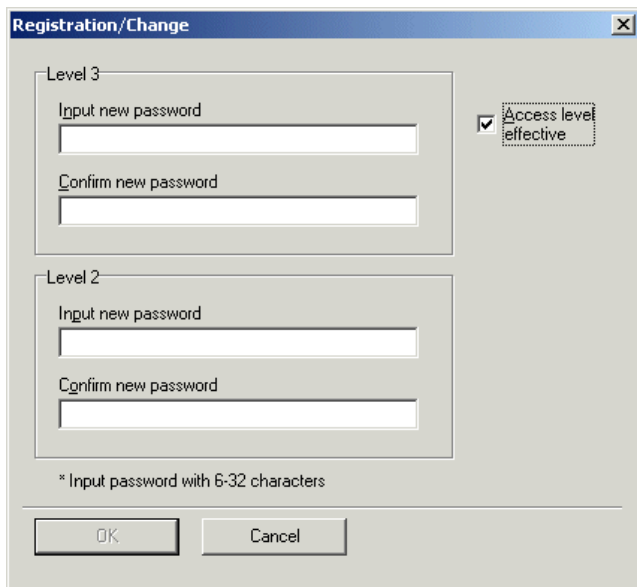 Registration/Change
Level 3
Input new password
Access level
effective
Confirm new password
Level 2
Input new password
Confirm new password
* Input password with 6-32 characters
OK
Cancel